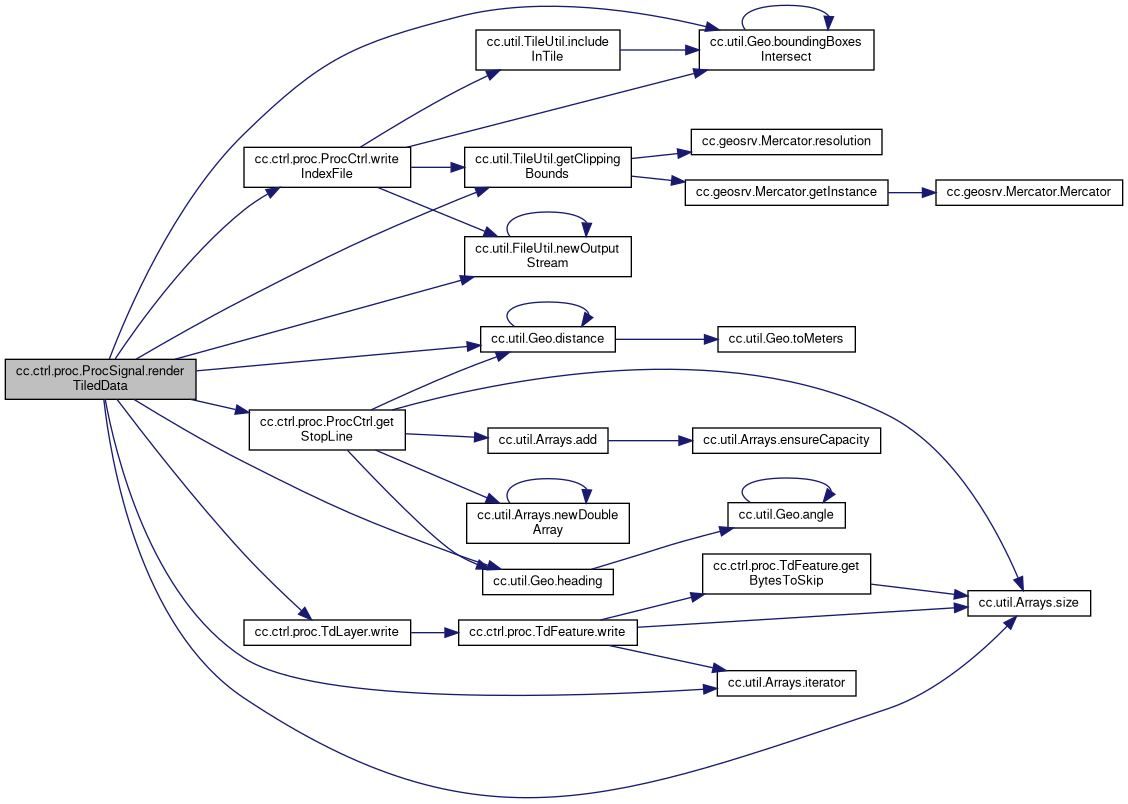 cc.util.Geo.boundingBoxes
Intersect
cc.util.TileUtil.include
InTile
cc.geosrv.Mercator.resolution
cc.ctrl.proc.ProcCtrl.write
IndexFile
cc.util.TileUtil.getClipping
Bounds
cc.geosrv.Mercator.getInstance
cc.geosrv.Mercator.Mercator
cc.util.FileUtil.newOutput
Stream
cc.util.Geo.distance
cc.util.Geo.toMeters
cc.ctrl.proc.ProcSignal.render
TiledData
cc.ctrl.proc.ProcCtrl.get
StopLine
cc.util.Arrays.add
cc.util.Arrays.ensureCapacity
cc.util.Arrays.newDouble
Array
cc.util.Geo.angle
cc.util.Geo.heading
cc.ctrl.proc.TdFeature.get
BytesToSkip
cc.util.Arrays.size
cc.ctrl.proc.TdLayer.write
cc.ctrl.proc.TdFeature.write
cc.util.Arrays.iterator